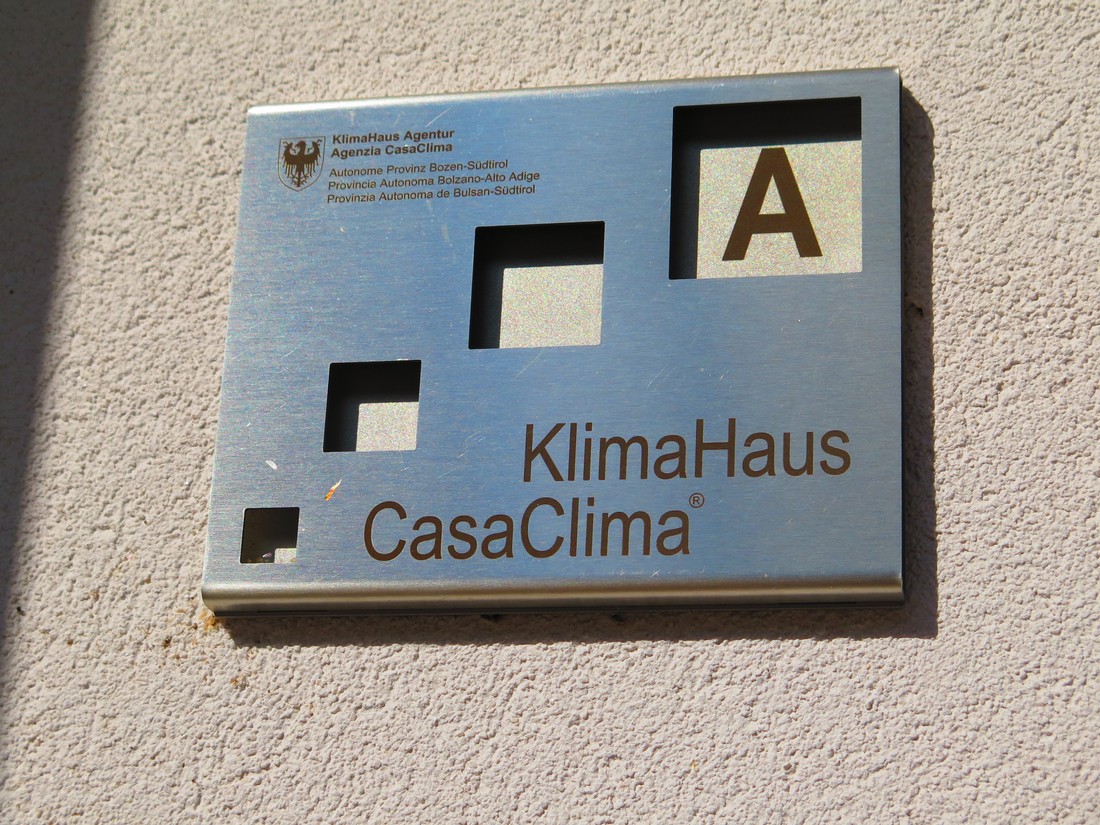 KlimaHaus Agentur
Agenzia CasaClima
Autonome Provinz Bozen-Südtirol
Provincia Autonoma Bolzano-Alto Adige
Provinzia Autonoma de Bulsan-Südtirol
A
KlimaHaus
CasaClima®